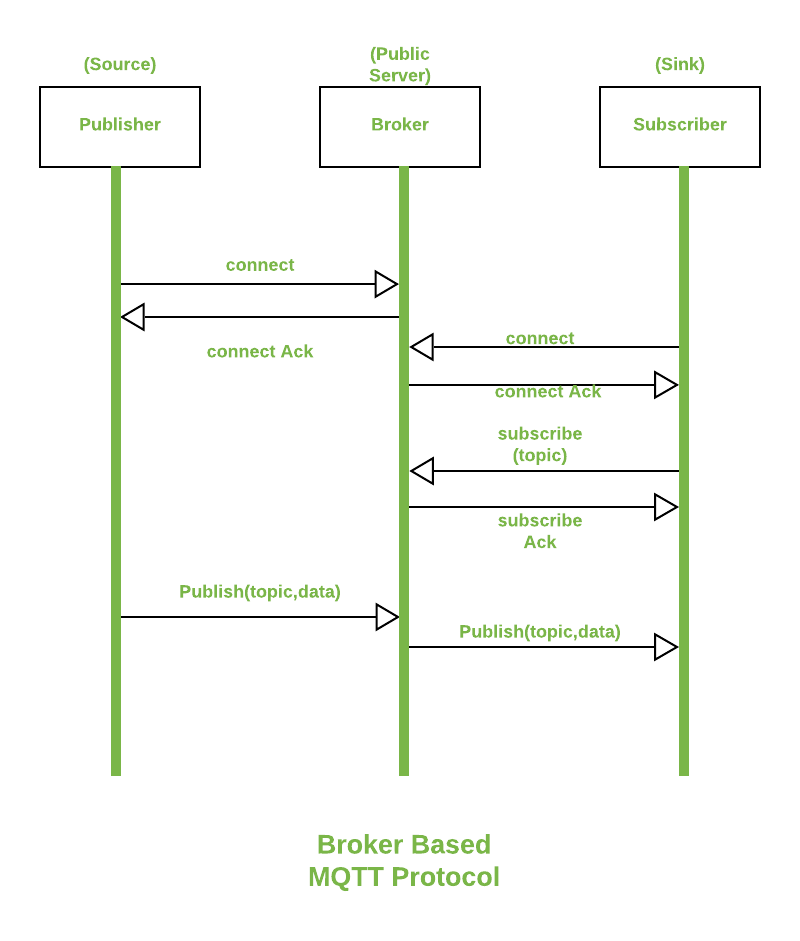 (Source)
(Public
Server)
(Sink)
Publisher
Broker
Subscriber
connect
connect Ack
connect
connect Ack
subscribe
(topic)
subscribe
Ack
Publish(topic,data)
Publish(topic,data)
Broker Based
MQTT Protocol